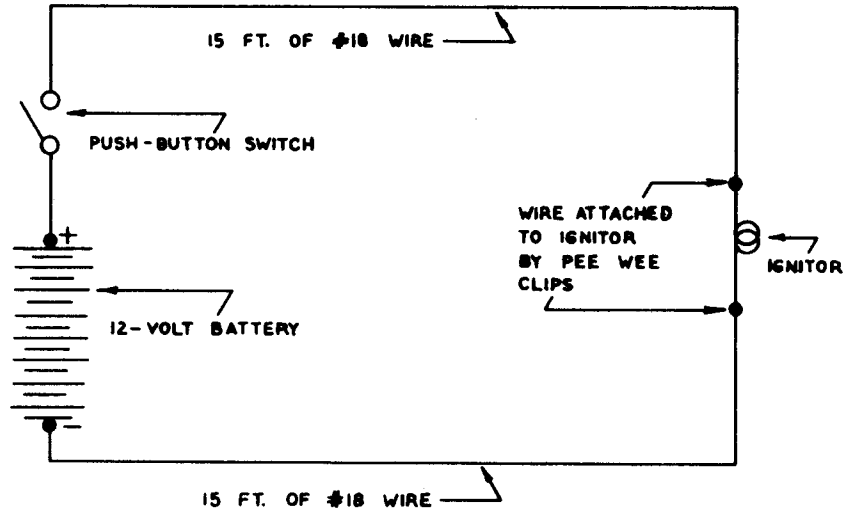 15 FT. OF #18 WIRE
PUSH-BUTTON SWITCH
+
WIRE ATTACHED
TO IGNITOR
BY PEE WEE
CLIPS
IGNITOR
12-VOLT BATTERY
-
15 FT. OF #18 WIRE